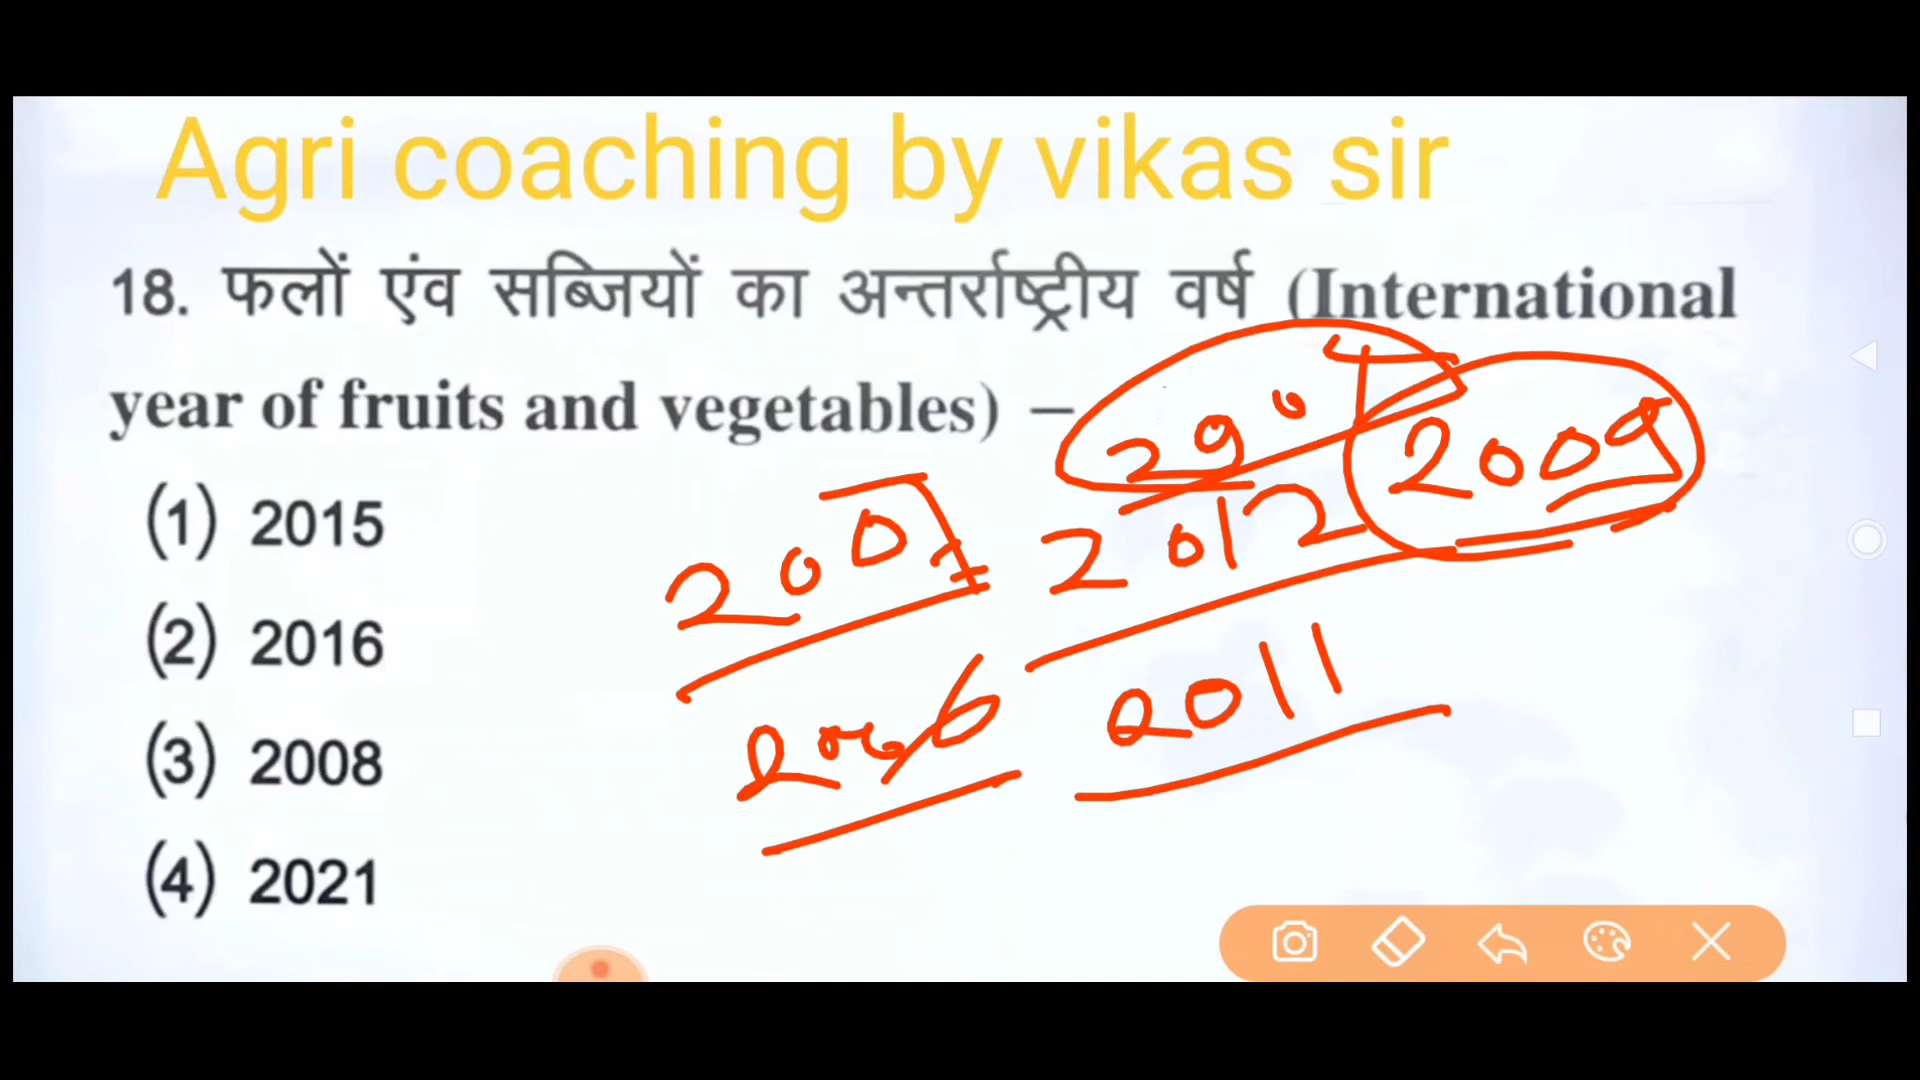 Agri coaching by vikas sir
18. फलों एंव सब्जियों का अन्तर्राष्ट्रीय वर्ष (International
year of fruits and vegetables) –
2009
2012
2011
(1) 2015
(2) 2016
(3) 2008
(4) 2021